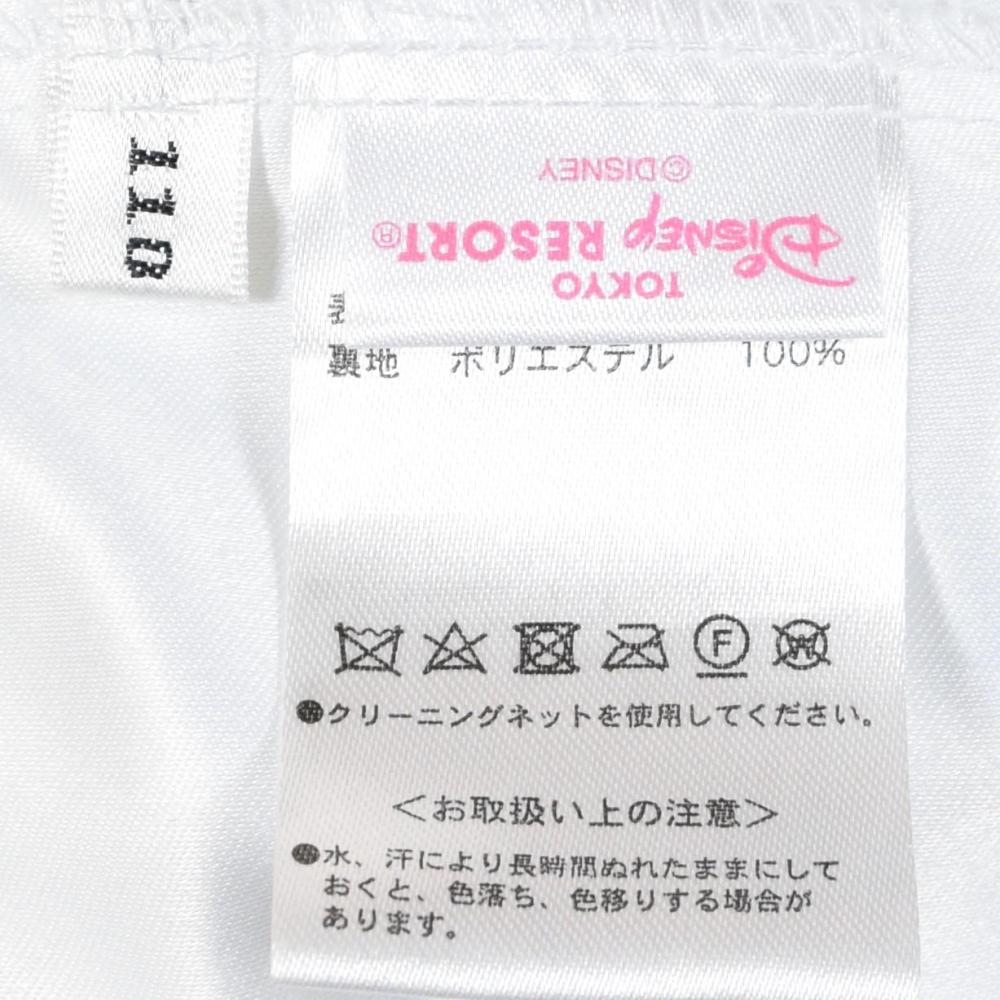 110
TOKYO
DISNEY RESORT®
©DISNEY
裏地 ポリエステル 100%
F
W
●クリーニングネットを使用してください。
<お取扱い上の注意>
●水、汗により長時間ぬれたままにして
おくと、色落ち、色移りする場合が
あります。